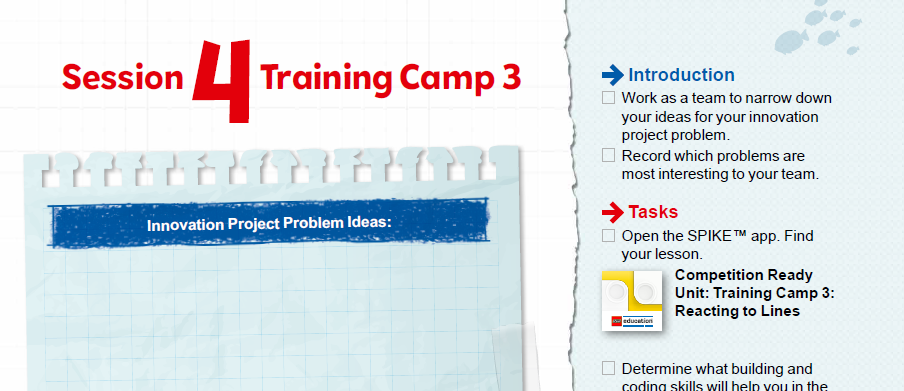 Session 4 Training Camp 3
Innovation Project Problem Ideas:
Introduction
Work as a team to narrow down
your ideas for your innovation
project problem.
Record which problems are
most interesting to your team.
Tasks
Open the SPIKE™ app. Find
your lesson.
Competition Ready
Unit: Training Camp 3:
Reacting to Lines
education
Determine what building and
coding skills will help you in the